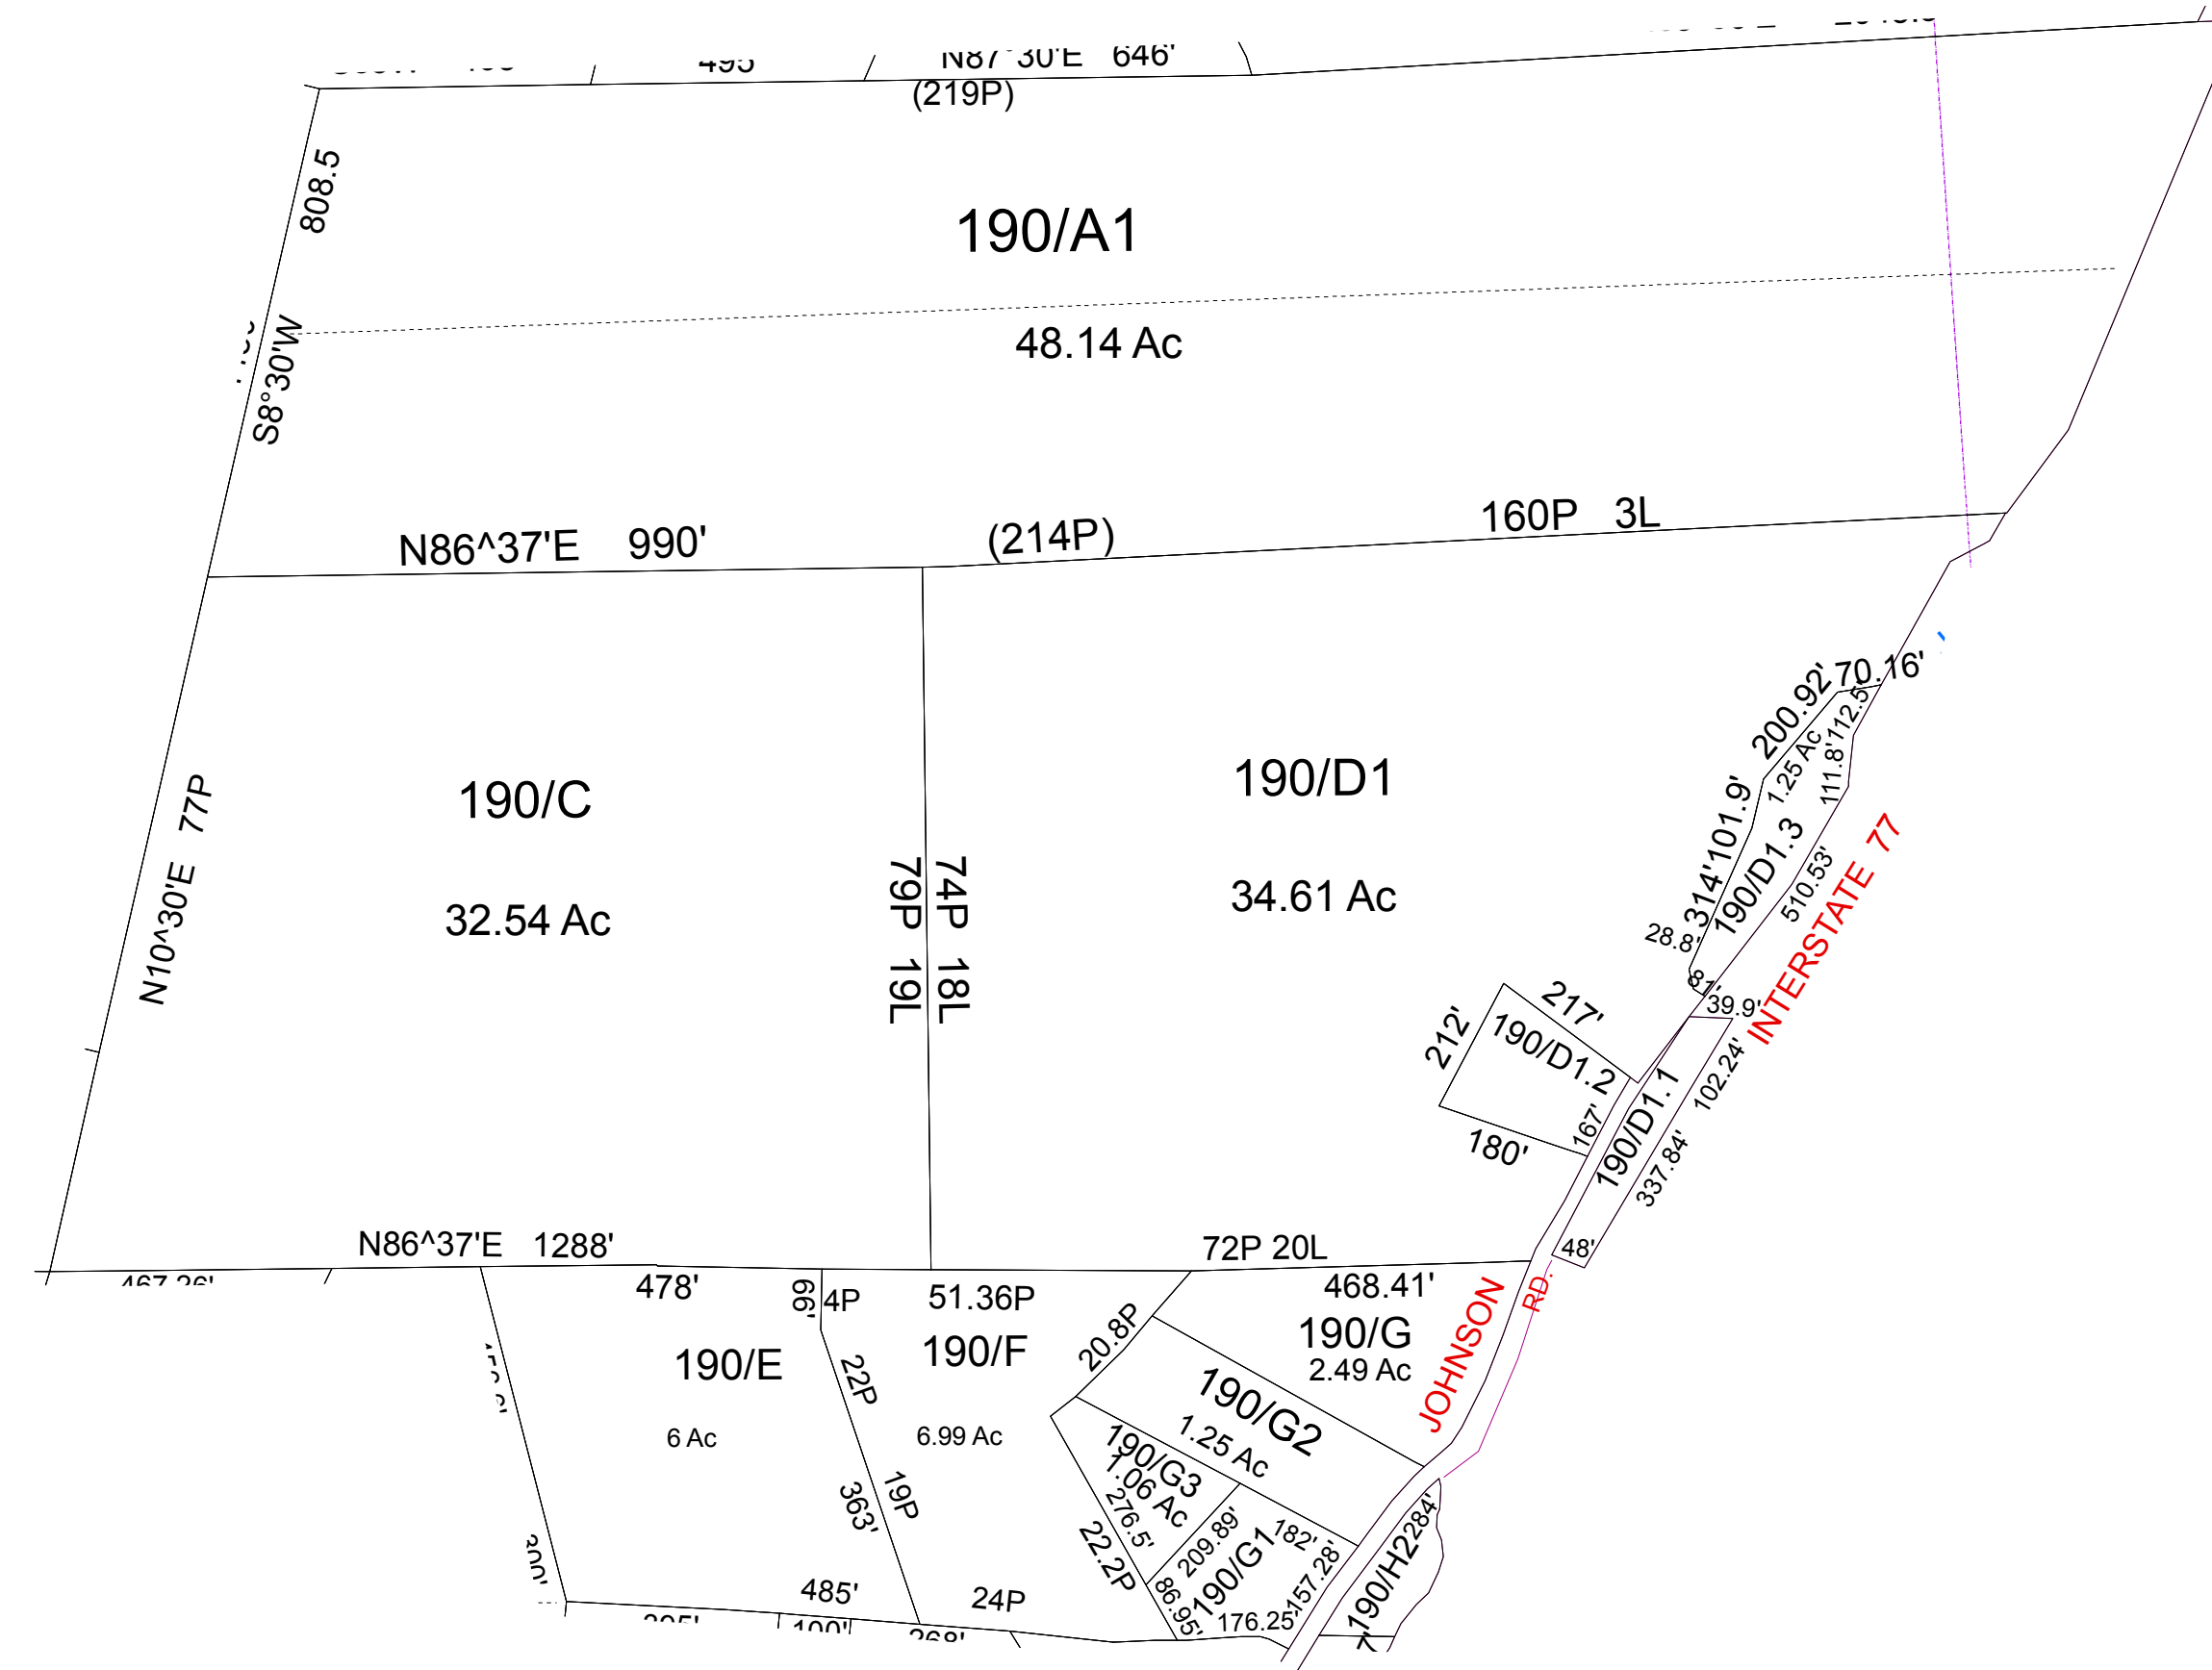 495
N87°30'E 646'
(219P)
808.5
190/A1
S8°30'W
48.14 Ac
N86^37'E 990'
(214P)
160P 3L
70.16'
200.92'
112.5'
1.25 Ac
111.8'
101.9'
190/D1.3
314'
510.53'
INTERSTATE 77
28.8'
39.9'
N10^30'E 77P
190/C
32.54 Ac
79P 19L
74P 18L
190/D1
34.61 Ac
217'
212'
190/D1.2
180'
167'
190/D1.1
102.24'
337.84'
48'
N86^37'E 1288'
72P 20L
467.26'
478'
66'
4P
51.36P
468.41'
190/E
6 Ac
22P
19P
363'
190/F
6.99 Ac
20.8P
190/G
2.49 Ac
JOHNSON RD.
190/G2
1.25 Ac
190/G3
1.06 Ac
276.5'
22.2P
209.89'
182'
190/G1
86.95'
157.28'
176.25'
284'
190/H2
300'
485'
24P
395'
100'
268'